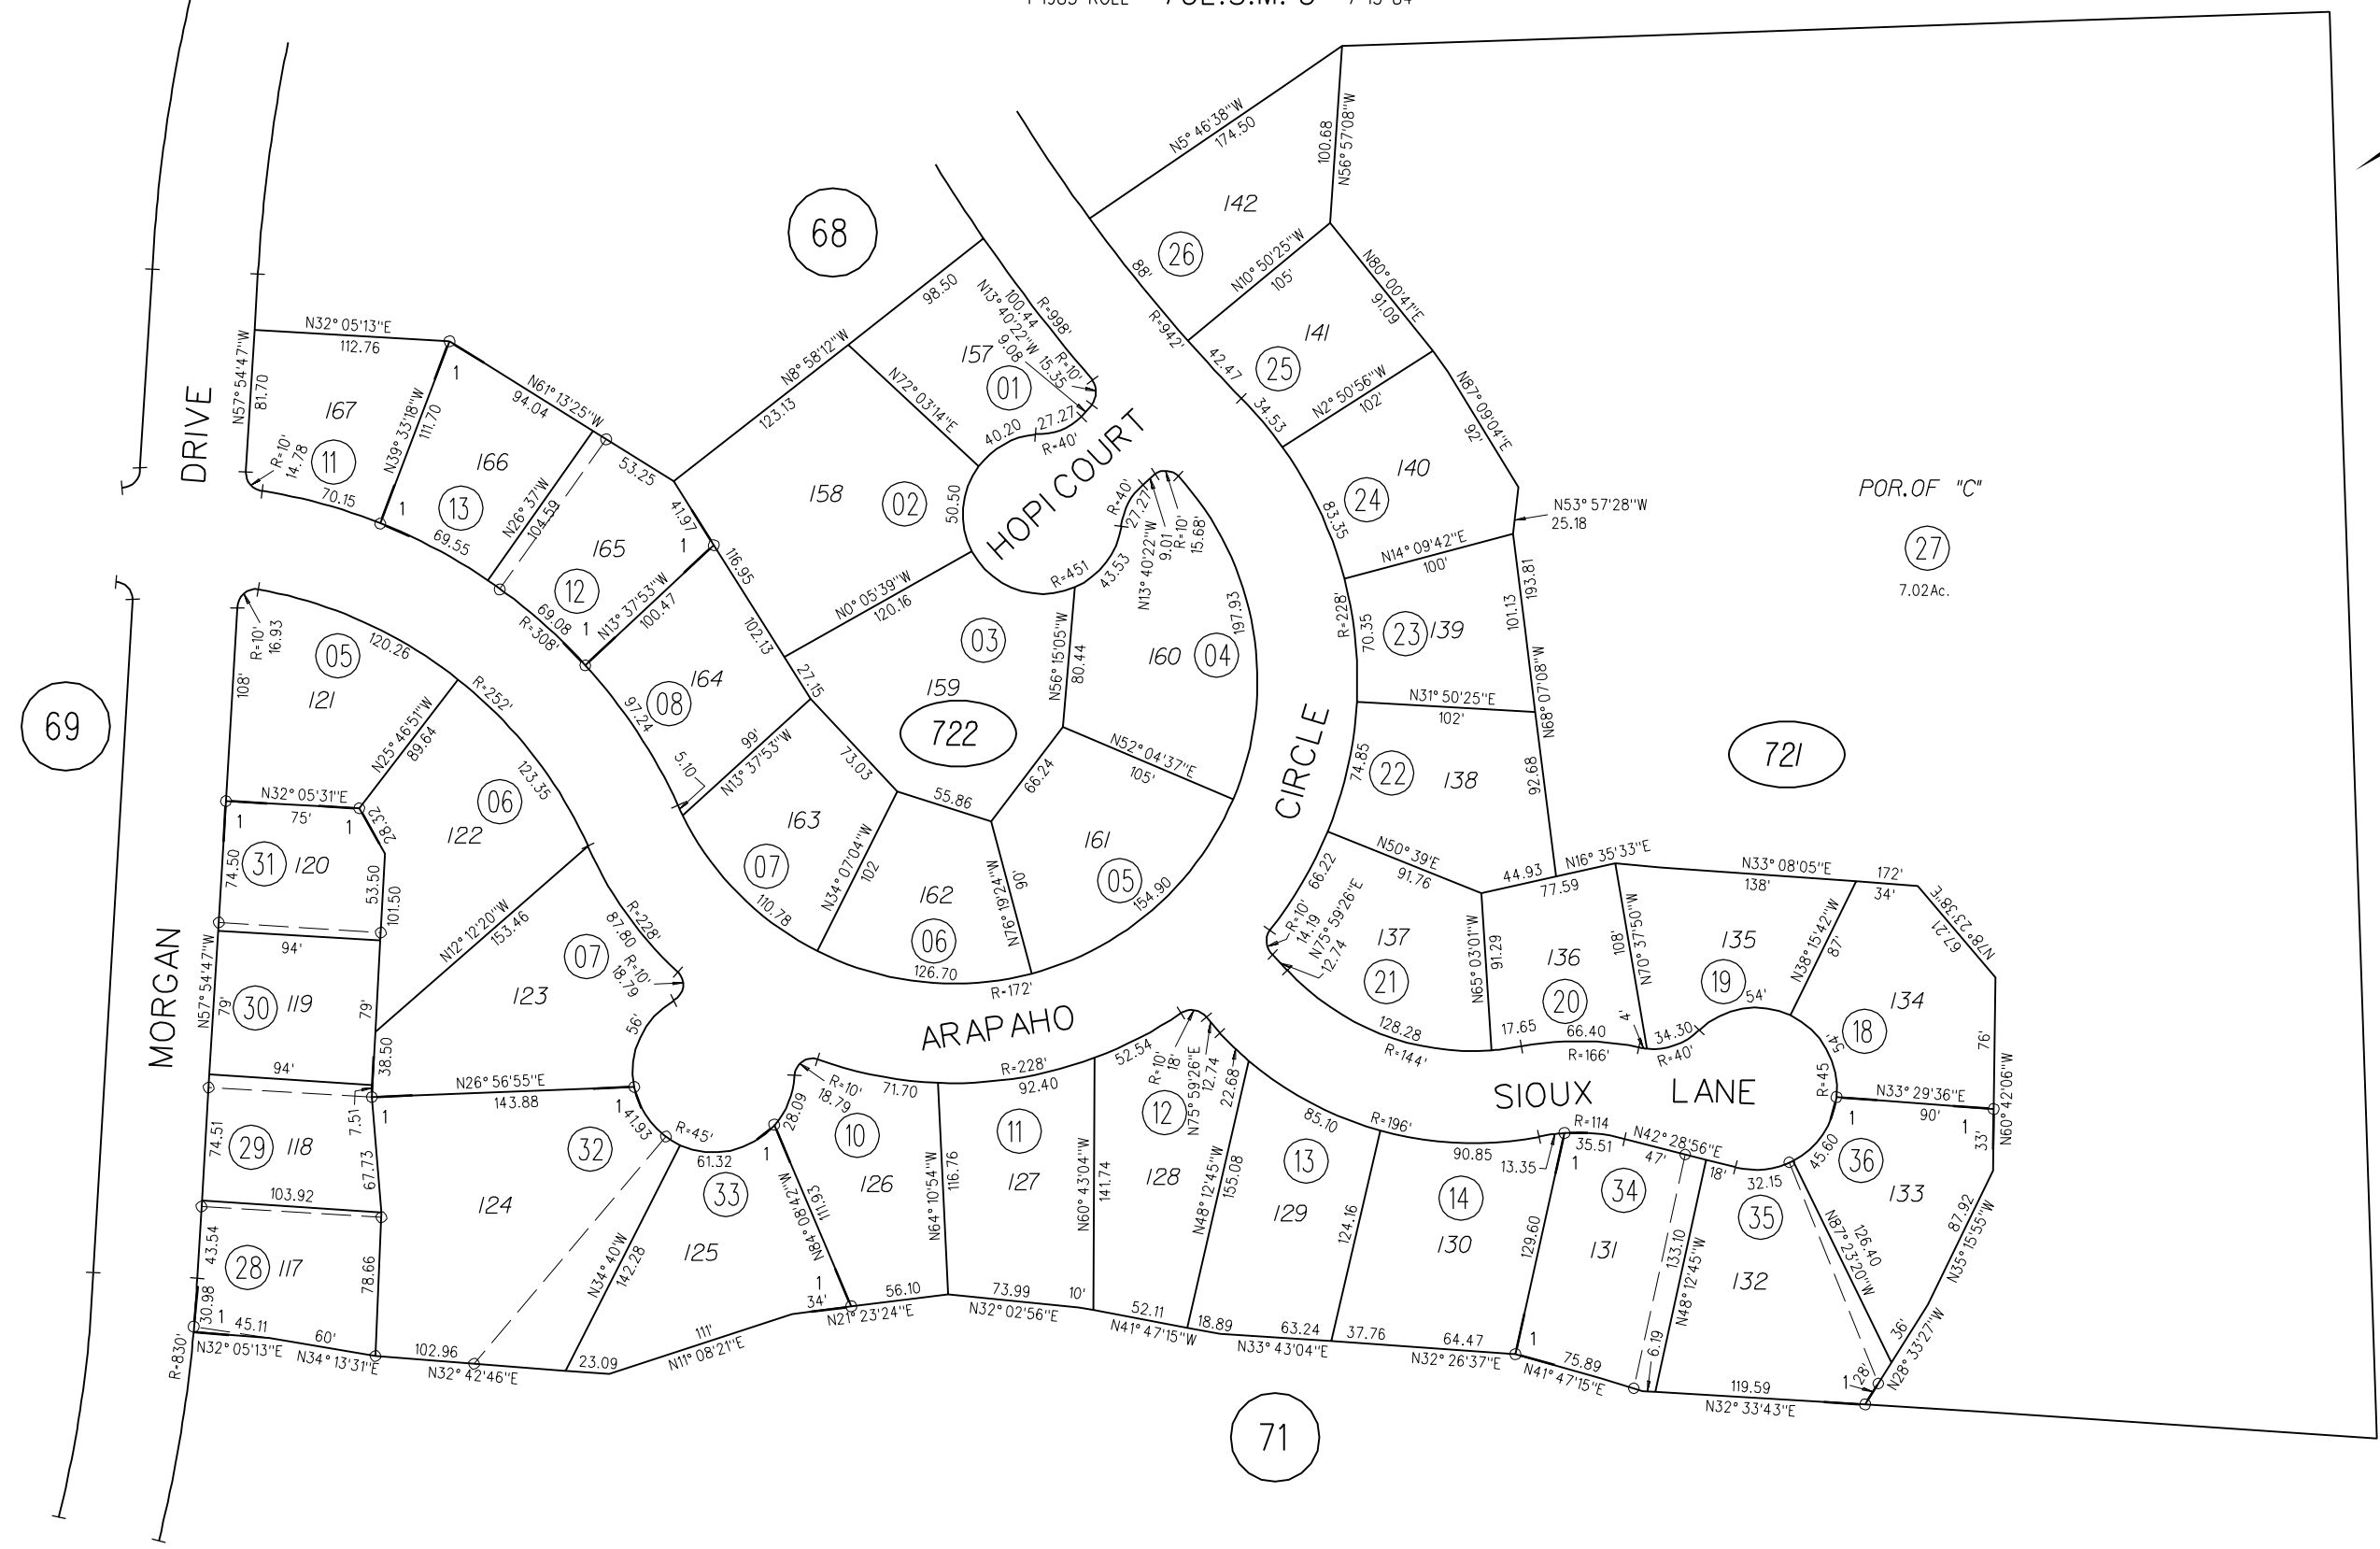 68
69
71
722
721
DRIVE
MORGAN
HOPI COURT
CIRCLE
ARAPAHO
SIOUX LANE
POR.OF "C"
27
7.02Ac.
N5°46'38"W
174.50
100.68
N56°57'08"W
142
26
88'
N10°50'25"W
105'
R=942'
N80°00'41"E
91.09
141
25
42.47
34.53
N2°50'56"W
102'
N87°09'04"E
92'
140
24
83.35
N53°57'28"W
25.18
N14°09'42"E
100'
193.81
101.13
R=228'
70.35
23
139
N68°07'08"W
N31°50'25"E
102'
74.85
22
138
92.68
N50°39'E
91.76
66.22
44.93
N16°35'33"E
77.59
N33°08'05"E
138'
172'
34'
N78°23'38"E
67.21
R=10'
14.19
N75°59'26"E
12.74
137
21
N65°03'01"W
91.29
128.28
R=144'
136
20
17.65
66.40
R=166'
4'
108'
N70°37'50"W
135
19
54'
34.30
R=40'
N38°15'42"W
87'
134
18
54'
R=45
76'
N33°29'36"E
90'
N60°42'06"W
33'
1
1
45.60
36
133
87.92
N35°15'55"W
N87°23'20"W
126.40
36'
N28°33'27"W
28'
1
N32°05'13"E
112.76
N57°54'47"W
81.70
167
11
R=10'
14.78
70.15
N39°33'18"W
111.70
1
1
N61°13'25"W
94.04
166
13
69.55
N26°37'W
104.59
53.25
165
12
69.08
R=308'
1
1
41.97
N13°37'53"W
100.47
116.95
102.13
164
08
97.24
27.15
5.10
99'
N13°37'53"W
73.03
163
07
110.78
N34°07'04"W
102
55.86
162
06
126.70
R=172'
N76°19'24"W
90'
66.24
161
05
154.90
N52°04'37"E
105'
N8°58'12"W
98.50
123.13
N72°03'14"E
157
01
100.44
N13°40'22"W
9.08
R=998'
R=10'
15.35
40.20
27.27
R=40'
158
02
50.50
N0°05'39"W
120.16
03
159
R=451
43.53
R=40'
27.27
N13°40'22"W
9.01
R=10'
15.68'
N56°15'05"W
80.44
160
04
197.93
R=10'
16.93
108'
05
121
120.26
R=252'
N25°46'51"W
89.64
123.35
N32°05'31"E
75'
1
1
28.32
06
122
31
120
74.50
53.50
101.50
94'
N12°12'20"W
153.46
R=228'
87.80
R=10'
18.79
07
123
56'
N57°54'47"W
79'
30
119
79'
38.50
94'
N26°56'55"E
143.88
7.51
1
1
41.93
R=45'
61.32
29
118
74.51
67.73
103.92
32
124
28
117
43.54
30.98
1
78.66
45.11
N32°05'13"E
60'
N34°13'31"E
R=830'
102.96
N32°42'46"E
23.09
N34°40'W
142.28
33
125
1
1
111'
N11°08'21"E
34'
N21°23'24"E
56.10
N84°08'42"W
111.93
28.09
R=10'
18.79
71.70
10
126
N64°10'54"W
116.76
R=228'
92.40
11
127
73.99
N32°02'56"E
10'
N60°43'04"W
141.74
52.54
R=10'
18'
N75°59'26"E
12.74
22.68
12
128
52.11
N41°47'15"W
18.89
N48°12'45"W
155.08
85.10
R=196'
13
129
63.24
N33°43'04"E
37.76
124.16
90.85
14
130
64.47
N32°26'37"E
13.35
R=114
35.51
1
1
129.60
N42°28'56"E
47'
18'
32.15
34
131
75.89
N41°47'15"E
133.10
N48°12'45"W
6.19
35
132
119.59
N32°33'43"E